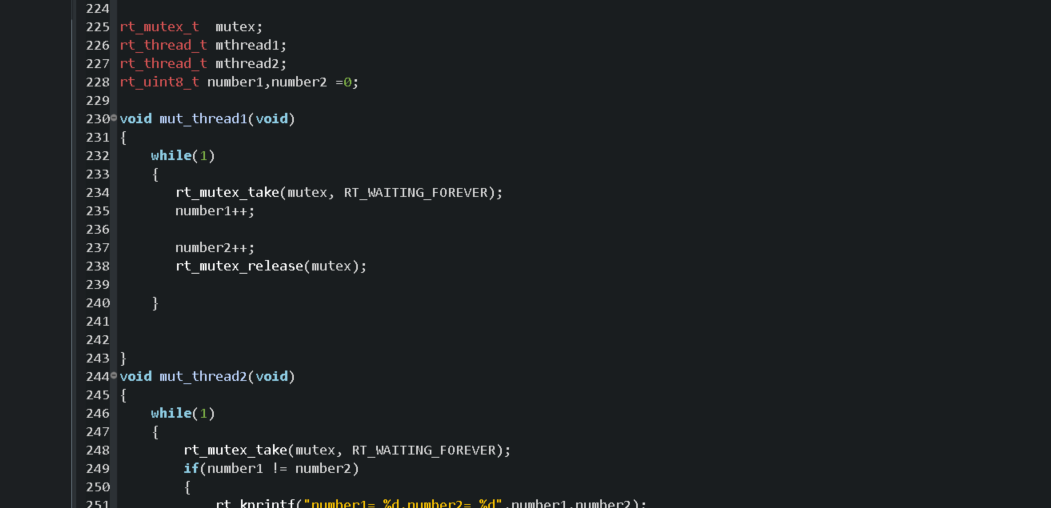 224
225 rt_mutex_t  mutex;
226 rt_thread_t mthread1;
227 rt_thread_t mthread2;
228 rt_uint8_t number1,number2 =0;
229
230 void mut_thread1(void)
231 {
232     while(1)
233     {
234        rt_mutex_take(mutex, RT_WAITING_FOREVER);
235        number1++;
236
237        number2++;
238        rt_mutex_release(mutex);
239
240     }
241
242
243 }
244 void mut_thread2(void)
245 {
246     while(1)
247     {
248         rt_mutex_take(mutex, RT_WAITING_FOREVER);
249         if(number1 != number2)
250         {
251             rt_kprintf("number1= %d,number2= %d",number1,number2);